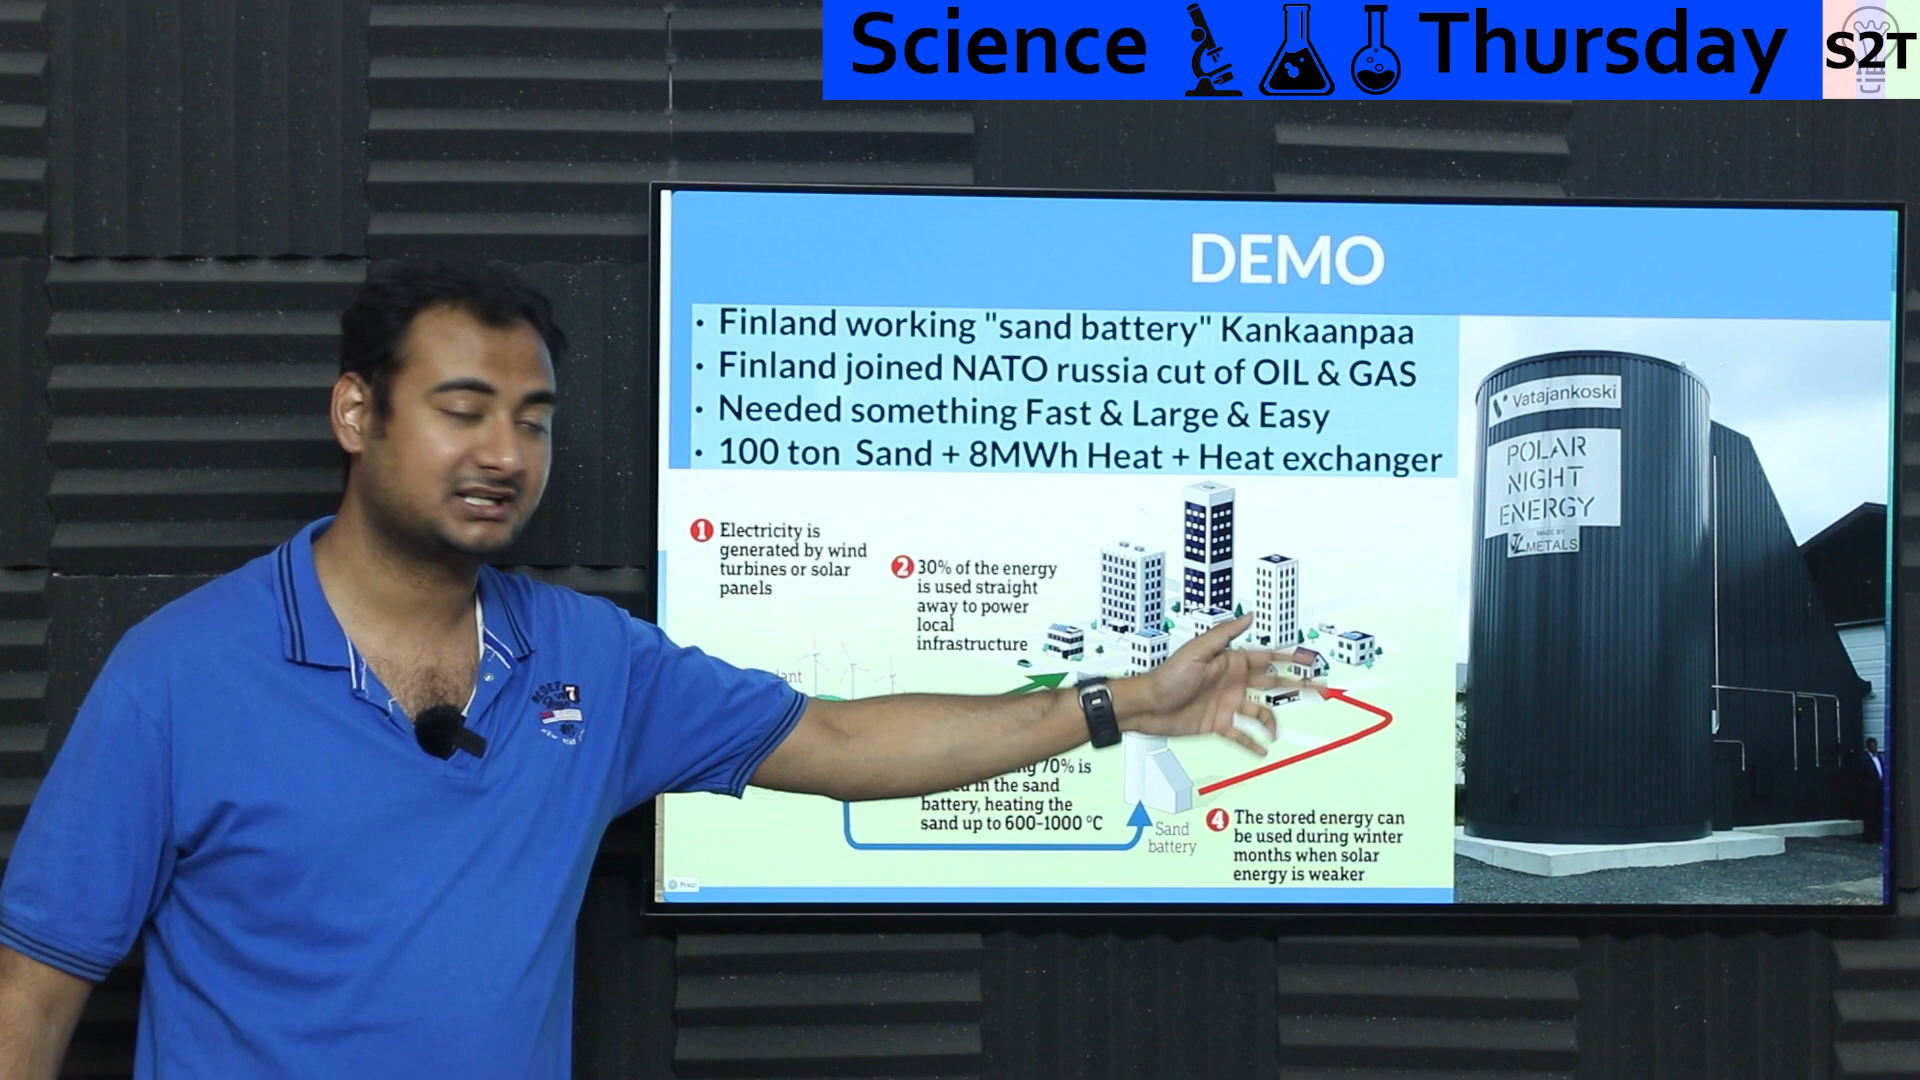 Science Thursday
S2T
DEMO
• Finland working "sand battery" Kankaanpaa
• Finland joined NATO russia cut of OIL & GAS
• Needed something Fast & Large & Easy
• 100 ton Sand + 8MWh Heat + Heat exchanger
1 Electricity is
generated by wind
turbines or solar
panels
2 30% of the energy
is used straight
away to power
local
infrastructure
70% is
in the sand
battery, heating the
sand up to 600-1000 °C
Sand
battery
4 The stored energy can
be used during winter
months when solar
energy is weaker
Prezi
Vatajankoski
POLAR
NIGHT
ENERGY
MADE BY
METALS